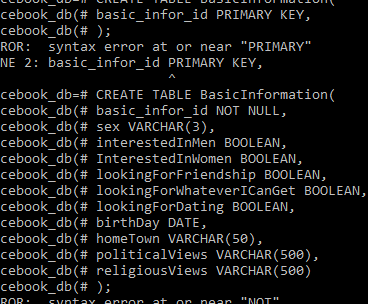 cebook_db=# CREATE TABLE BasicInformation(
cebook_db(# basic_infor_id PRIMARY KEY,
cebook_db(# );
ROR:  syntax error at or near "PRIMARY"
NE 2: basic_infor_id PRIMARY KEY,
^
cebook_db=# CREATE TABLE BasicInformation(
cebook_db(# basic_infor_id NOT NULL,
cebook_db(# sex VARCHAR(3),
cebook_db(# interestedInMen BOOLEAN,
cebook_db(# InterestedInWomen BOOLEAN,
cebook_db(# lookingForFriendship BOOLEAN,
cebook_db(# lookingForWhateverICanGet BOOLEAN,
cebook_db(# lookingForDating BOOLEAN,
cebook_db(# birthDay DATE,
cebook_db(# homeTown VARCHAR(50),
cebook_db(# politicalViews VARCHAR(500),
cebook_db(# religiousViews VARCHAR(500)
cebook_db(# );
ROR:  syntax error at or near "NOT"